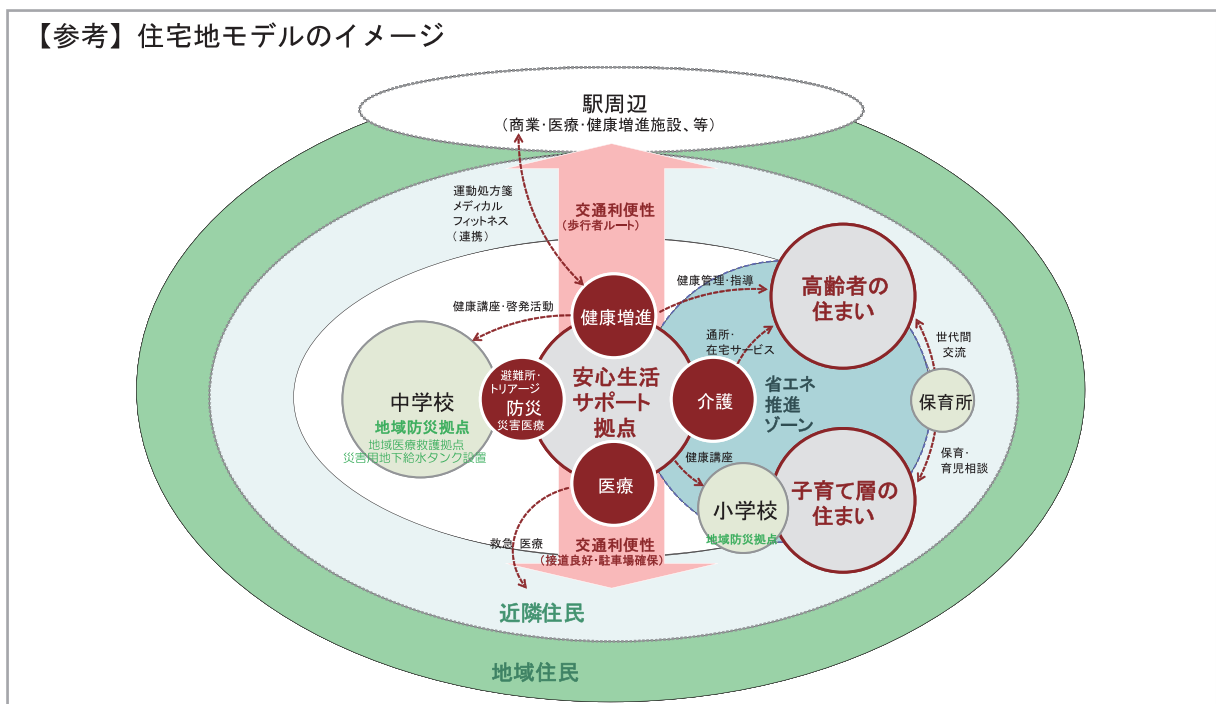 【参考】住宅地モデルのイメージ
駅周辺
（商業・医療・健康増進施設、等）
運動処方箋
メディカル
フィットネス
（連携）
交通利便性
（歩行者ルート）
健康管理・指導
高齢者の
住まい
健康講座・啓発活動
健康増進
通所・
在宅サービス
世代間
交流
中学校
地域防災拠点
地域医療救護拠点
災害用地下給水タンク設置
避難所・
トリアージ
防災
災害医療
安心生活
サポート
拠点
介護
省エネ
推進
ゾーン
保育所
健康講座
保育・
育児相談
医療
小学校
地域防災拠点
子育て層の
住まい
救急 医療
交通利便性
（接道良好・駐車場確保）
近隣住民
地域住民